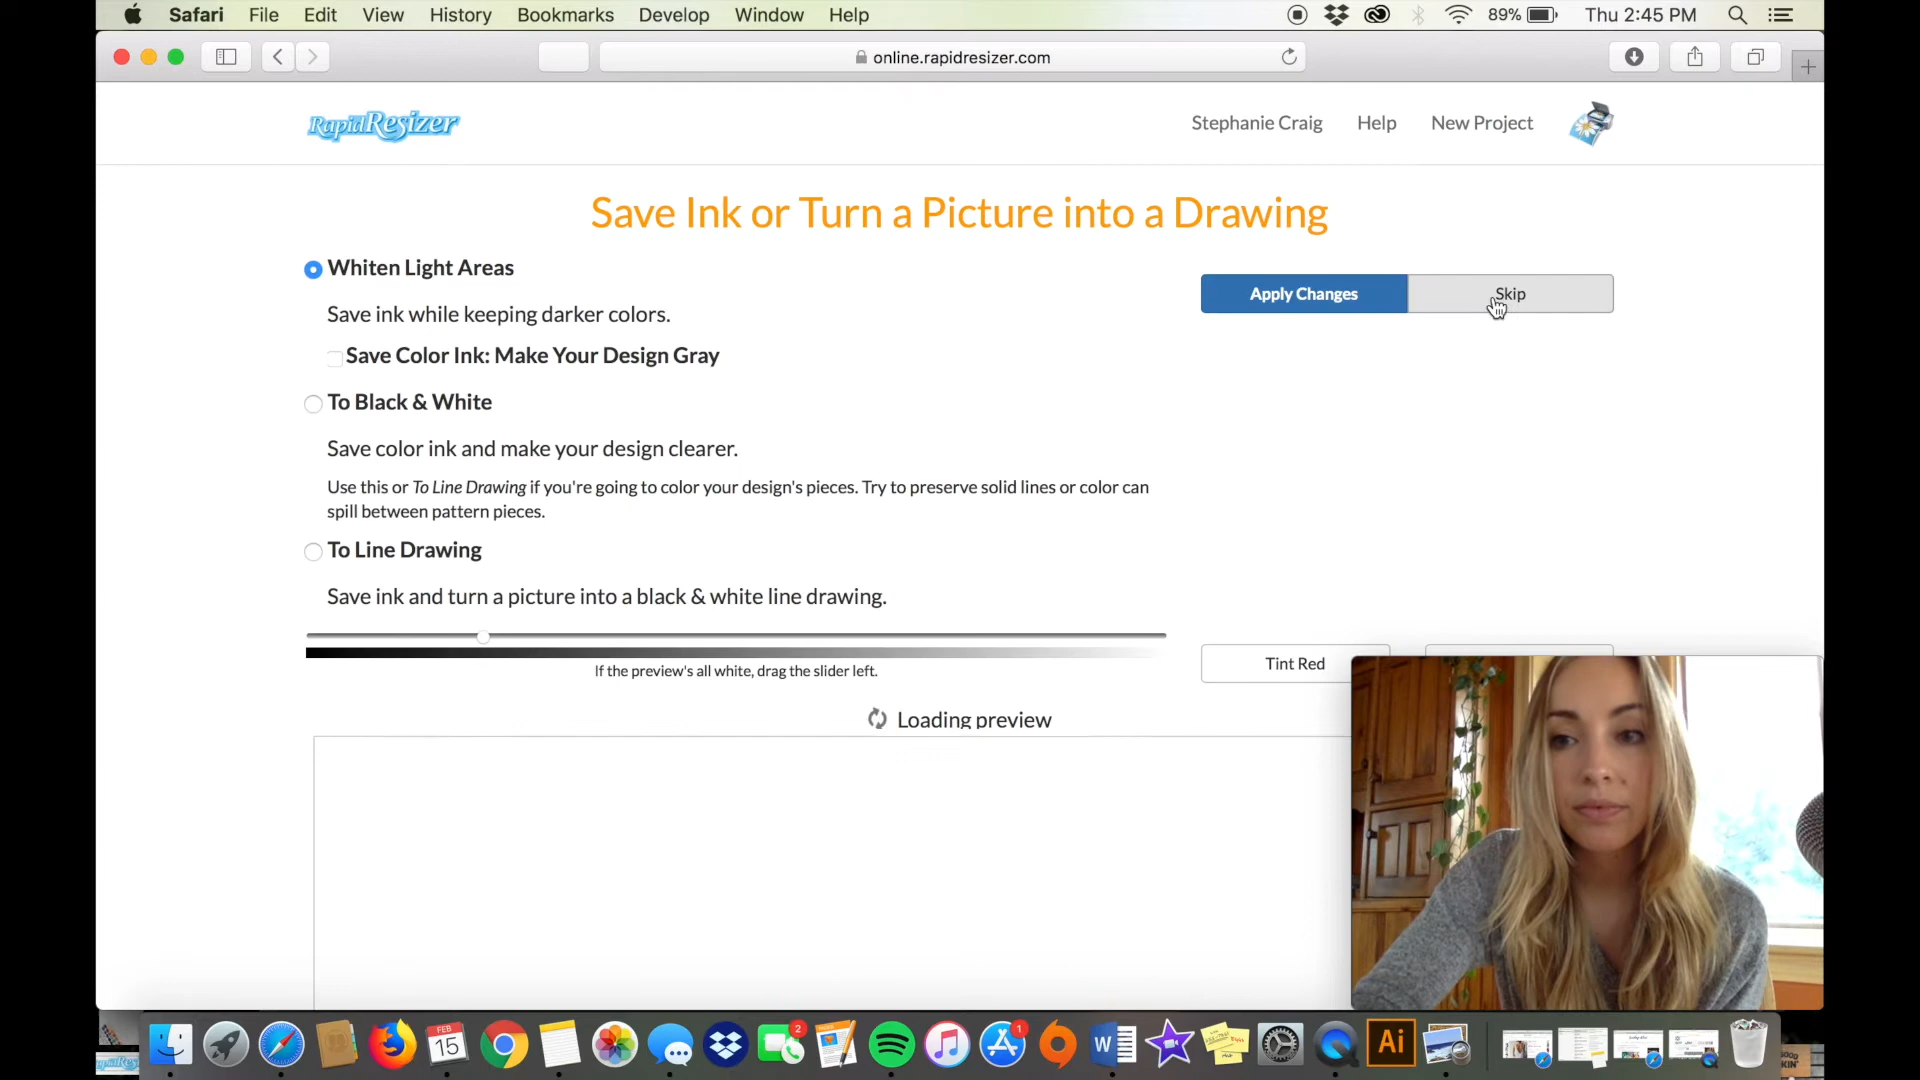 Safari File Edit View History Bookmarks Develop Window Help 89% Thu 2:45 PM
online.rapidresizer.com
RapidResizer Stephanie Craig Help New Project
Save Ink or Turn a Picture into a Drawing
Whiten Light Areas
Apply Changes Skip
Save ink while keeping darker colors.
Save Color Ink: Make Your Design Gray
To Black & White
Save color ink and make your design clearer.
Use this or To Line Drawing if you're going to color your design's pieces. Try to preserve solid lines or color can
spill between pattern pieces.
To Line Drawing
Save ink and turn a picture into a black & white line drawing.
If the preview's all white, drag the slider left.
Tint Red
Loading preview
FEB
15
2
1
W
Ai